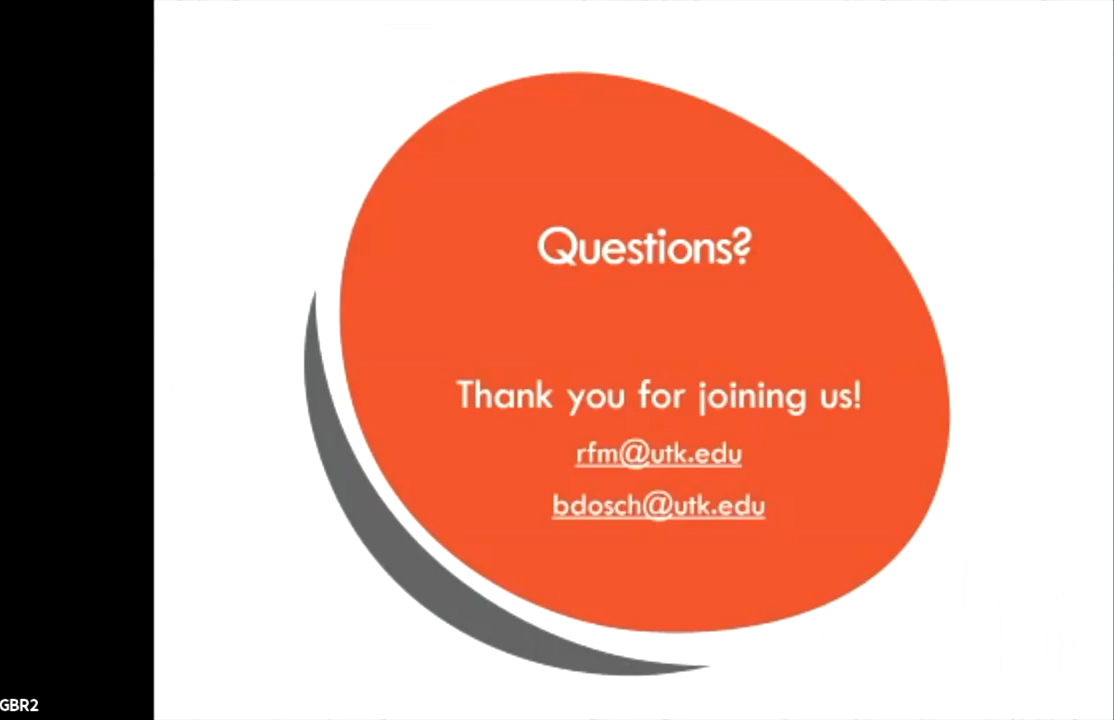 Questions?
Thank you for joining us!
rfm@utk.edu
bdosch@utk.edu
GBR2